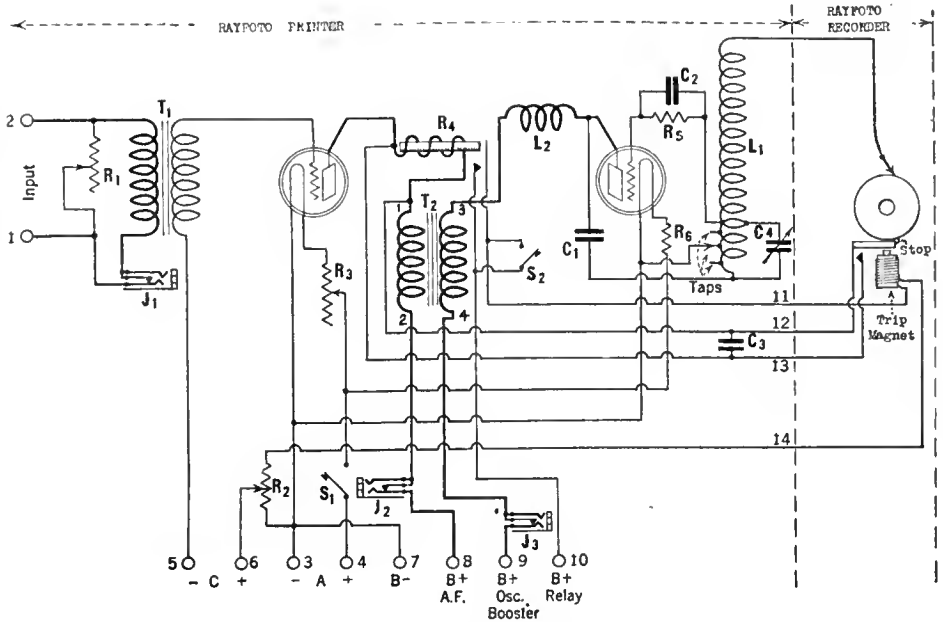 RAYFOTO PRINTER
RAYFOTO
RECORDER
T1
2
R1
Input
1
J1
R3
R4
T2
1
3
2
4
L2
C1
S2
C2
R5
L1
R6
C4
Taps
Stop
Trip
Magnet
11
12
C3
13
14
R2
S1
J2
J3
5
6
3
4
7
8
9
10
- C +
- A +
B-
B+
A.F.
B+
Osc.
Booster
B+
Relay